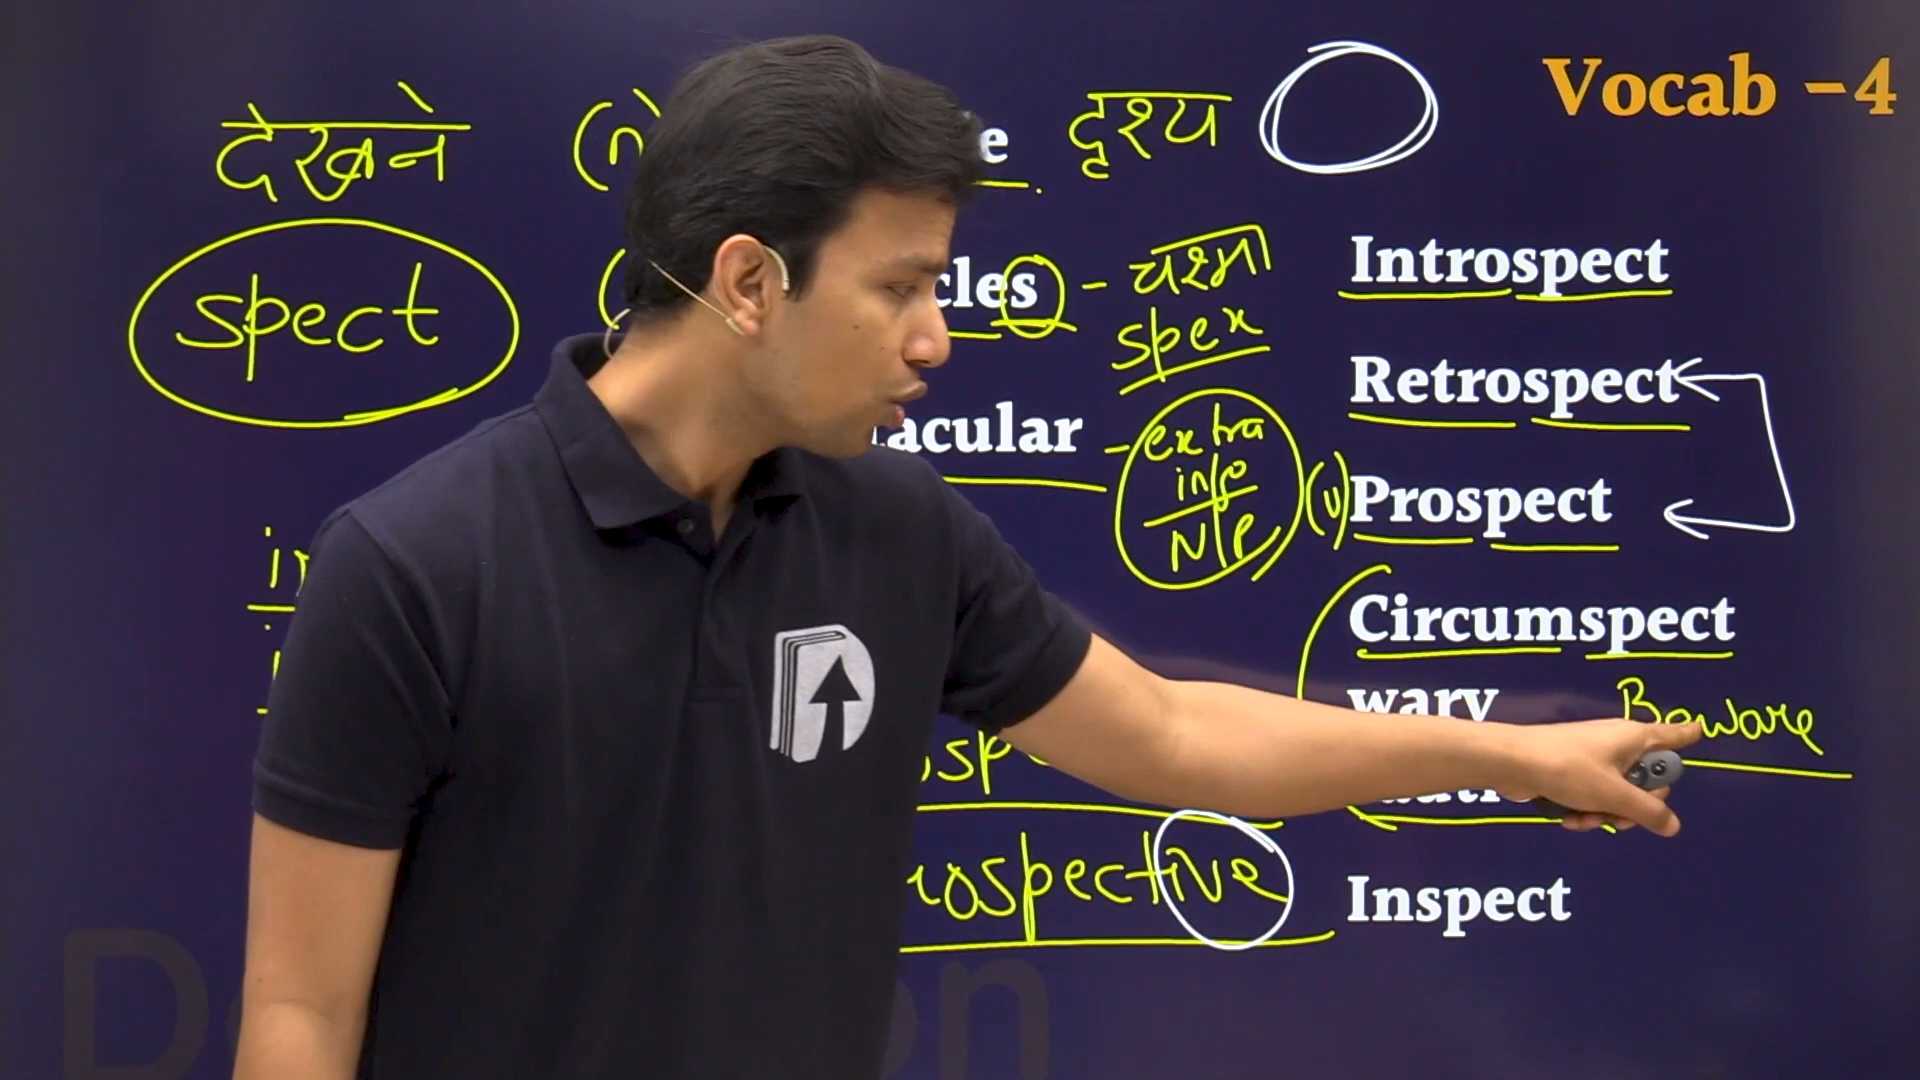 Vocab -4
देखने
(n) e दृश्य
spect
cles - चश्मा
spex
Introspect
Retrospect
acular - extra
info
N/P
(v) Prospect
Circumspect
wary
Beware
rospective
Inspect